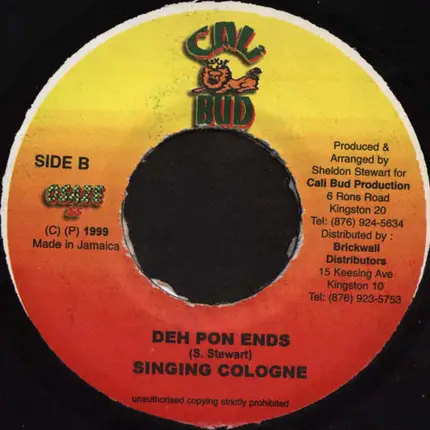 CALI
BUD
SIDE B
(C) (P) 1999
Made in Jamaica
Produced &
Arranged by
Sheldon Stewart for
Cali Bud Production
6 Rons Road
Kingston 20
Tel: (876) 924-5634
Distributed by :
Brickwall
Distributors
15 Keesing Ave
Kingston 10
Tel: (876) 923-5753
DEH PON ENDS
(S. Stewart)
SINGING COLOGNE
unauthorised copying strictly prohibited